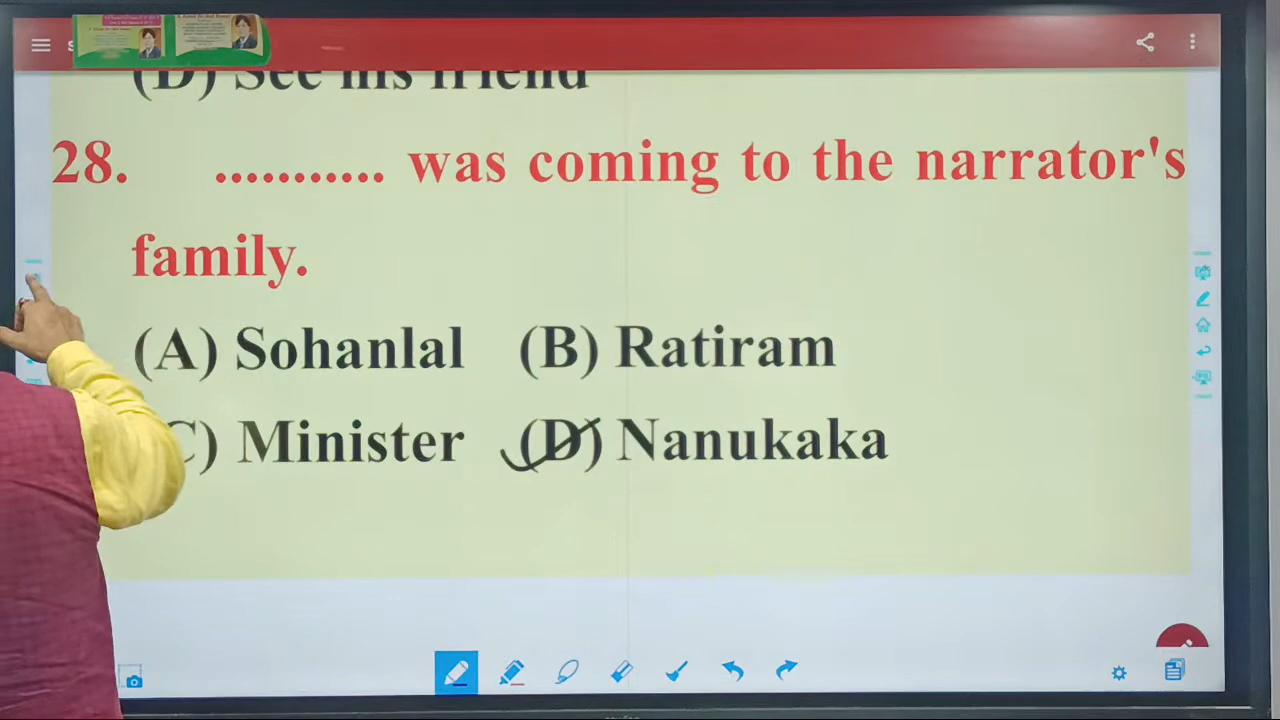 (D) See his friend
28. ........... was coming to the narrator's
family.
(A) Sohanlal (B) Ratiram
C) Minister (D) Nanukaka